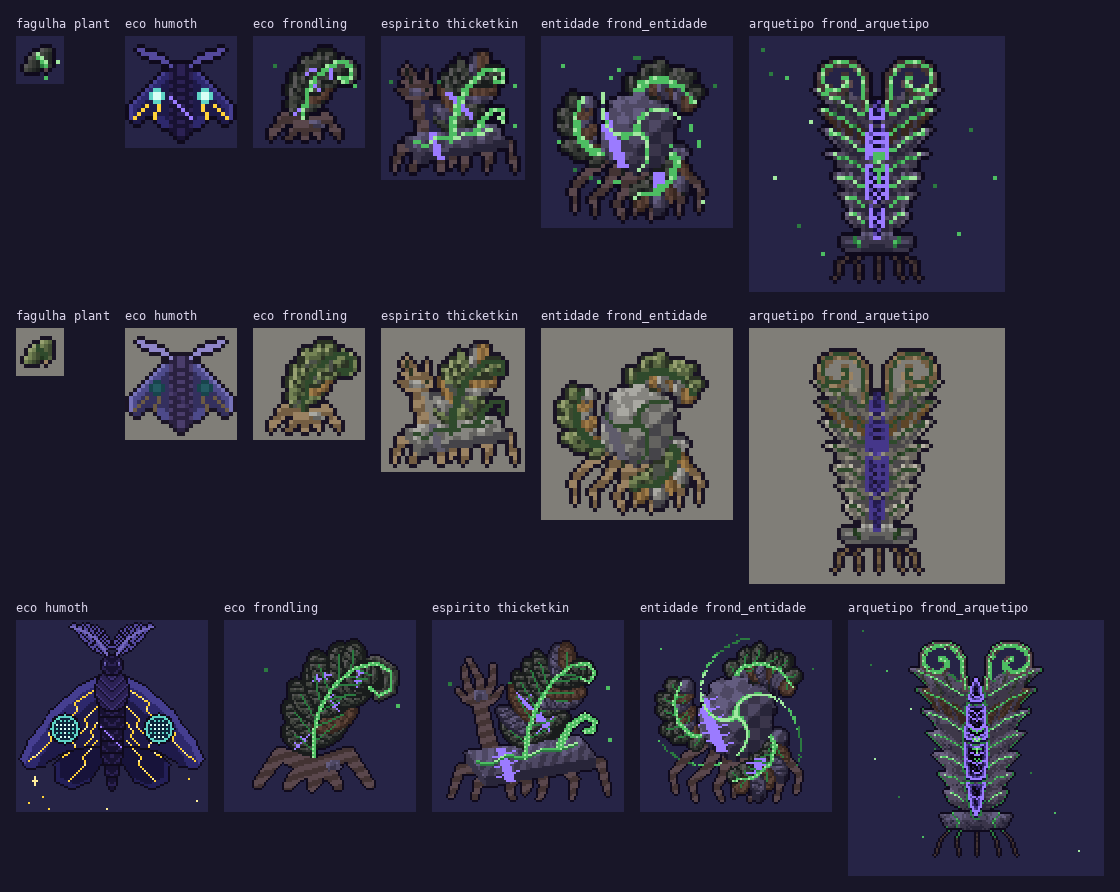 fagulha plant eco humoth eco frondling espirito thicketkin entidade frond_entidade arquetipo frond_arquetipo
fagulha plant eco humoth eco frondling espirito thicketkin entidade frond_entidade arquetipo frond_arquetipo
eco humoth eco frondling espirito thicketkin entidade frond_entidade arquetipo frond_arquetipo